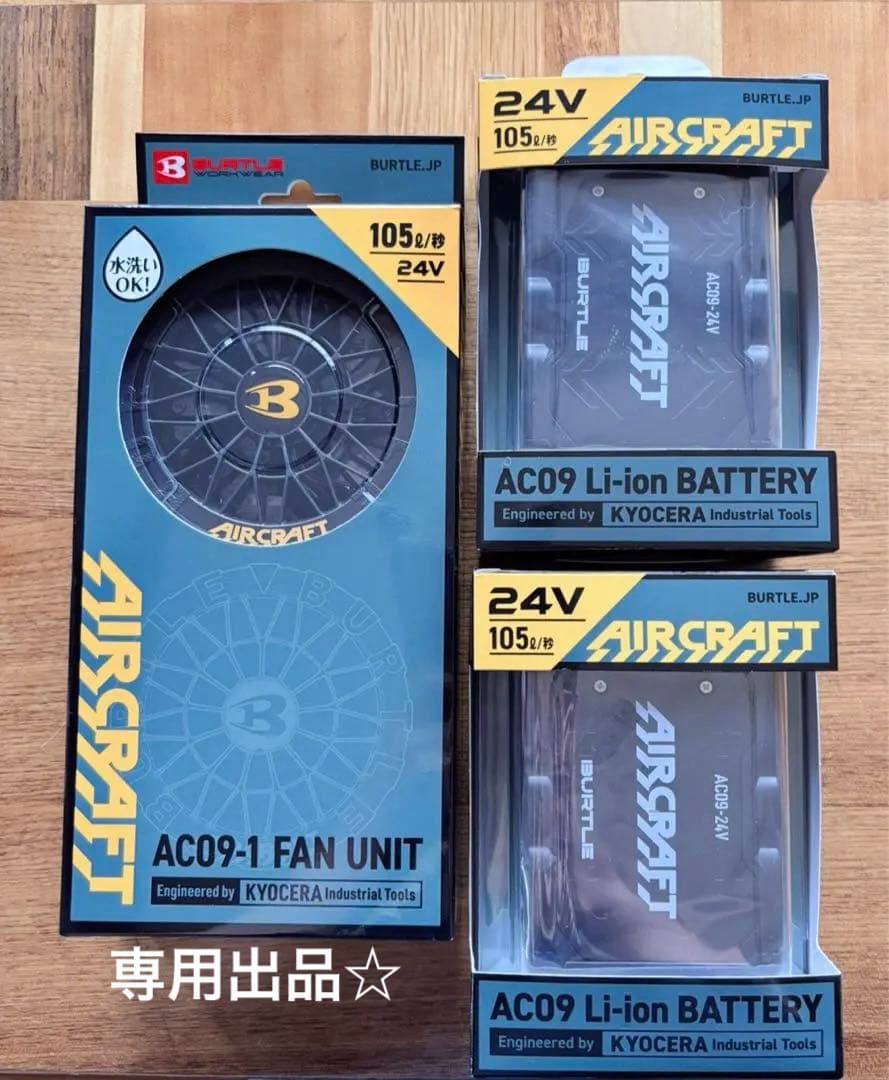 BURTLE
WORKWEAR
BURTLE.JP
105ℓ/秒
24V
水洗い
OK!
B
AIRCRAFT
LEVBURTLE
B
AIRCRAFT
AC09-1 FAN UNIT
Engineered by KYOCERA Industrial Tools
専用出品☆
24V
105ℓ/秒
BURTLE.JP
AIRCRAFT
AIRCRAFT
BURTLE
AC09-24V
AC09 Li-ion BATTERY
Engineered by KYOCERA Industrial Tools
24V
105ℓ/秒
BURTLE.JP
AIRCRAFT
AIRCRAFT
BURTLE
AC09-24V
AC09 Li-ion BATTERY
Engineered by KYOCERA Industrial Tools